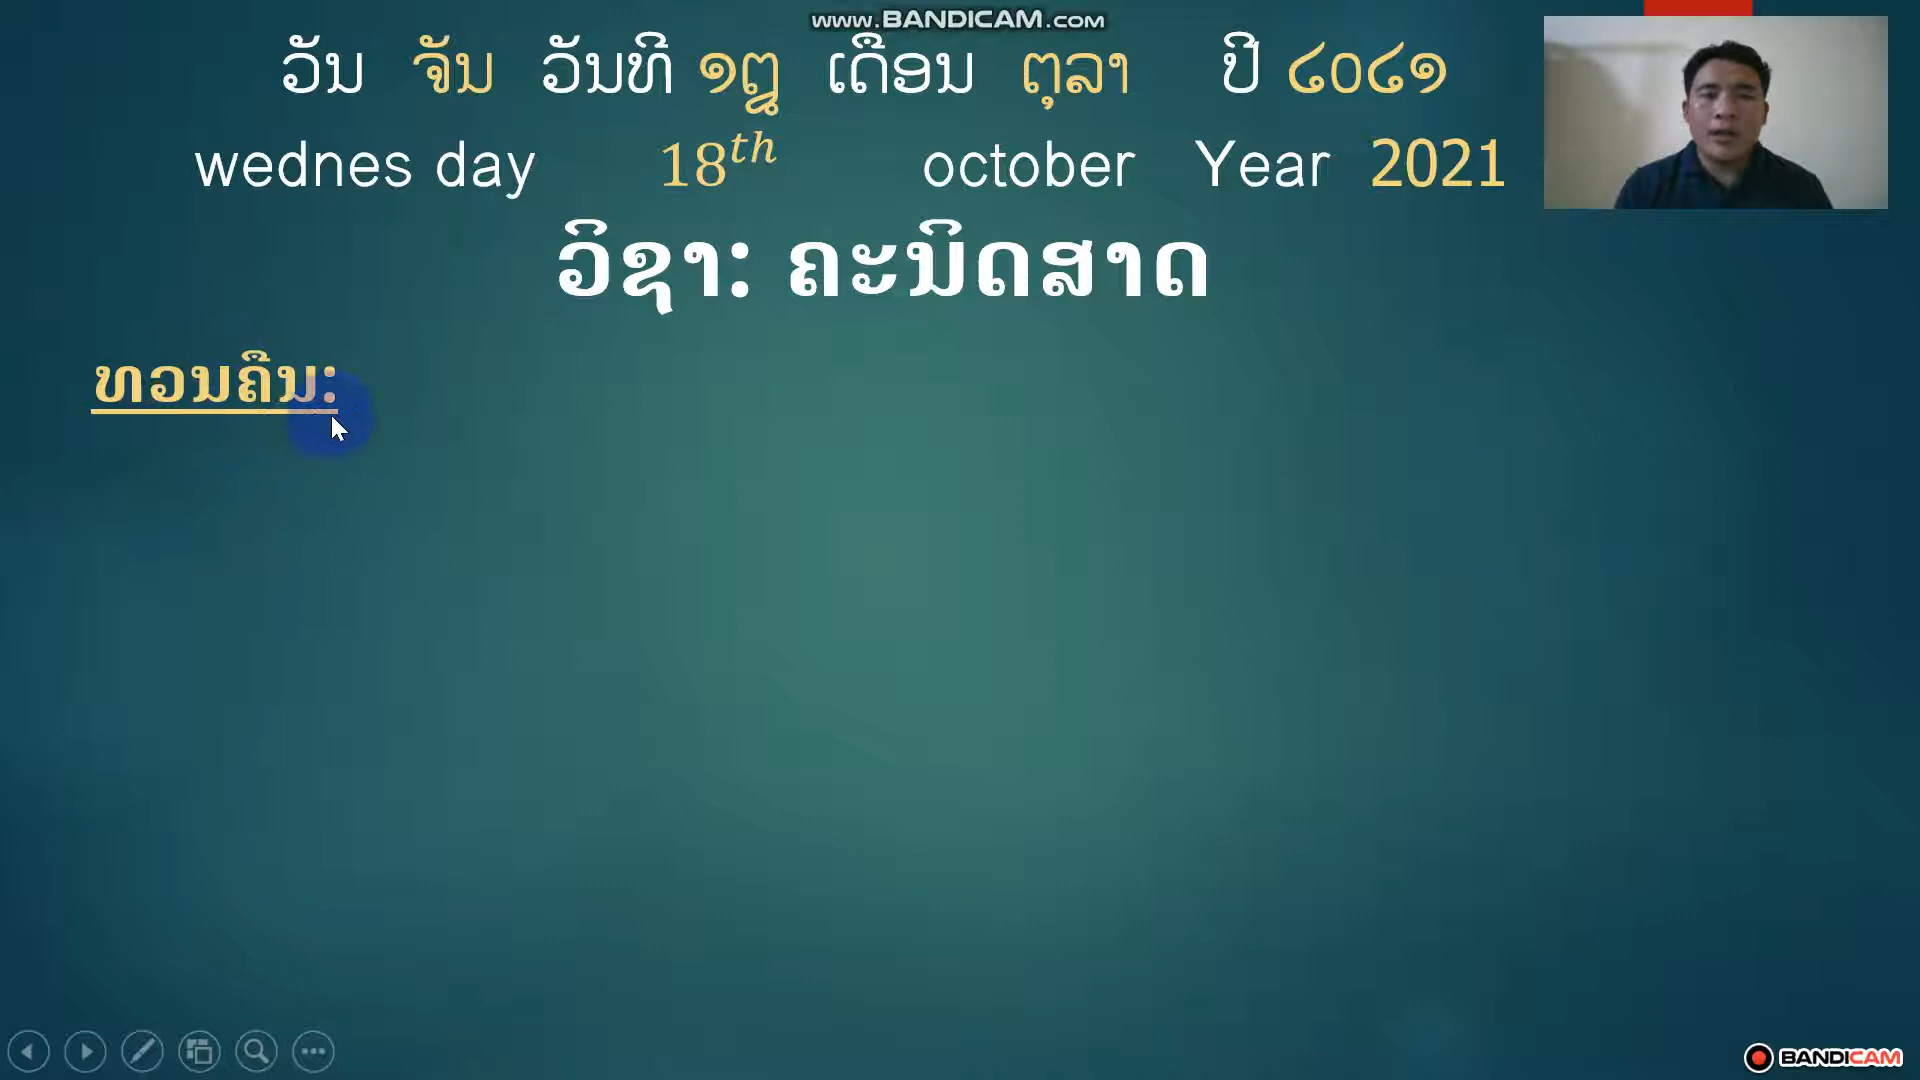 www.BANDICAM.com
ວັນ ຈັນ ວັນທີ ໑໘ ເດືອນ ຕຸລາ ປີ ໒໐໒໑
wednes day 18th october Year 2021
ວິຊາ: ຄະນິດສາດ
ທວນຄືນ:
BANDICAM